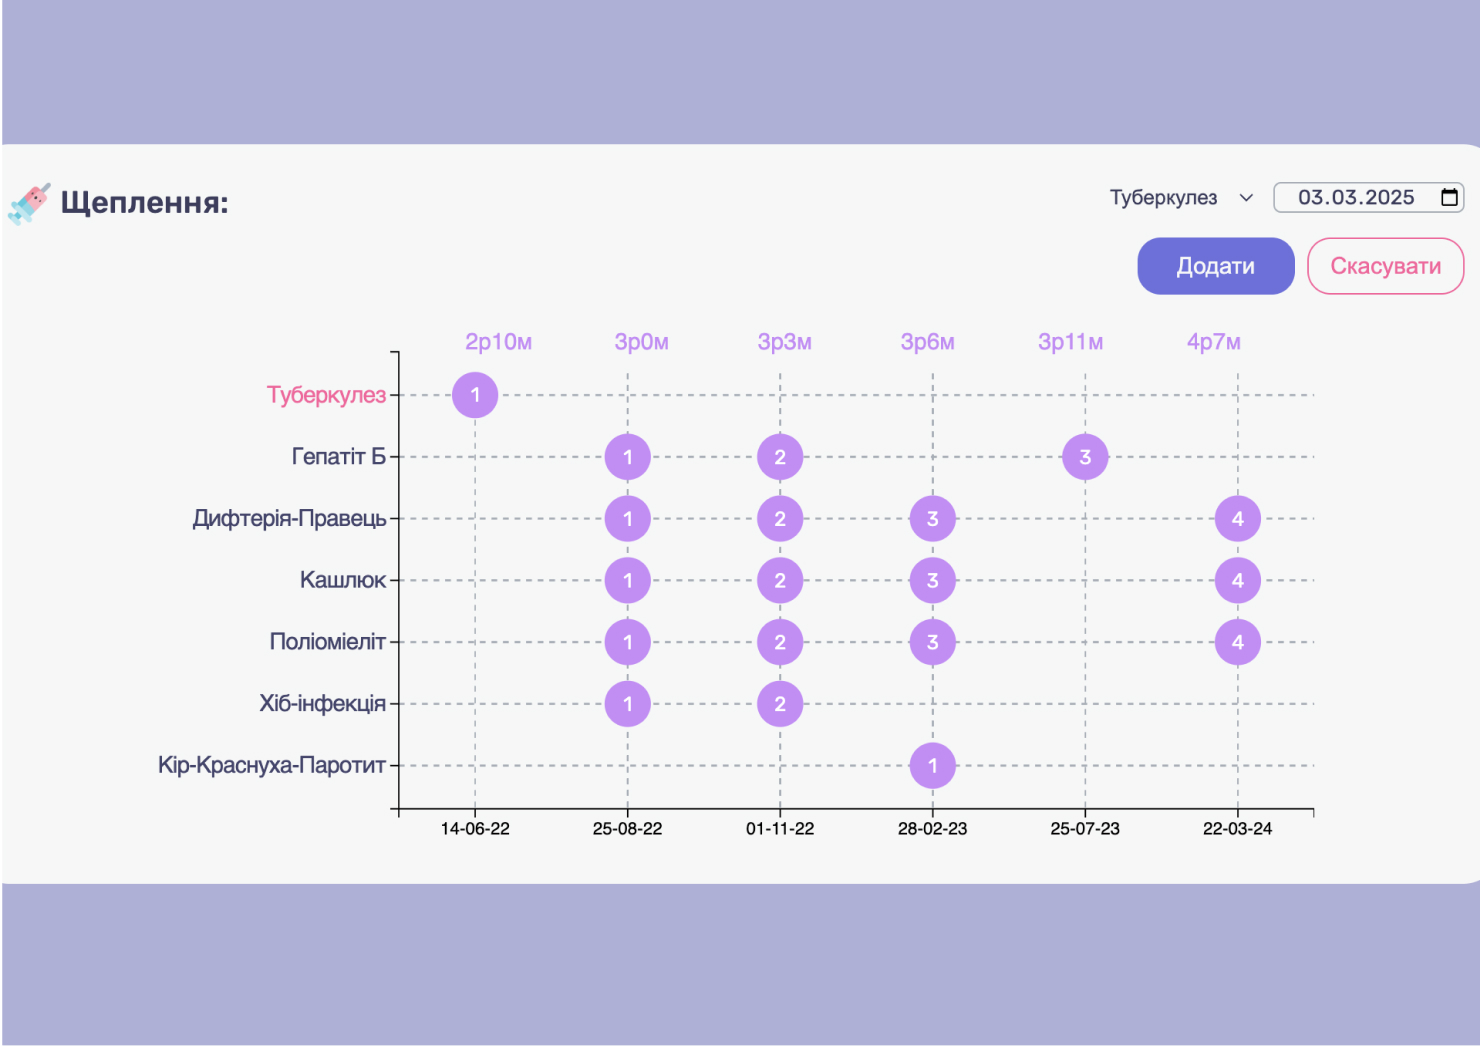 Щеплення:
Туберкулез
03.03.2025
Додати
Скасувати
2р10м 3р0м 3р3м 3р6м 3р11м 4р7м
Туберкулез 1
Гепатіт Б 1 2 3
Дифтерія-Правець 1 2 3 4
Кашлюк 1 2 3 4
Поліоміеліт 1 2 3 4
Хіб-інфекція 1 2
Кір-Краснуха-Паротит 1
14-06-22 25-08-22 01-11-22 28-02-23 25-07-23 22-03-24